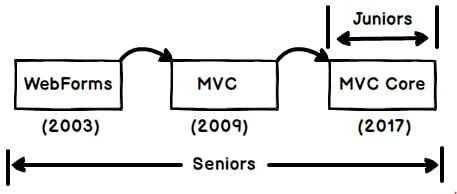 Juniors
WebForms
MVC
MVC Core
(2003)
(2009)
(2017)
Seniors